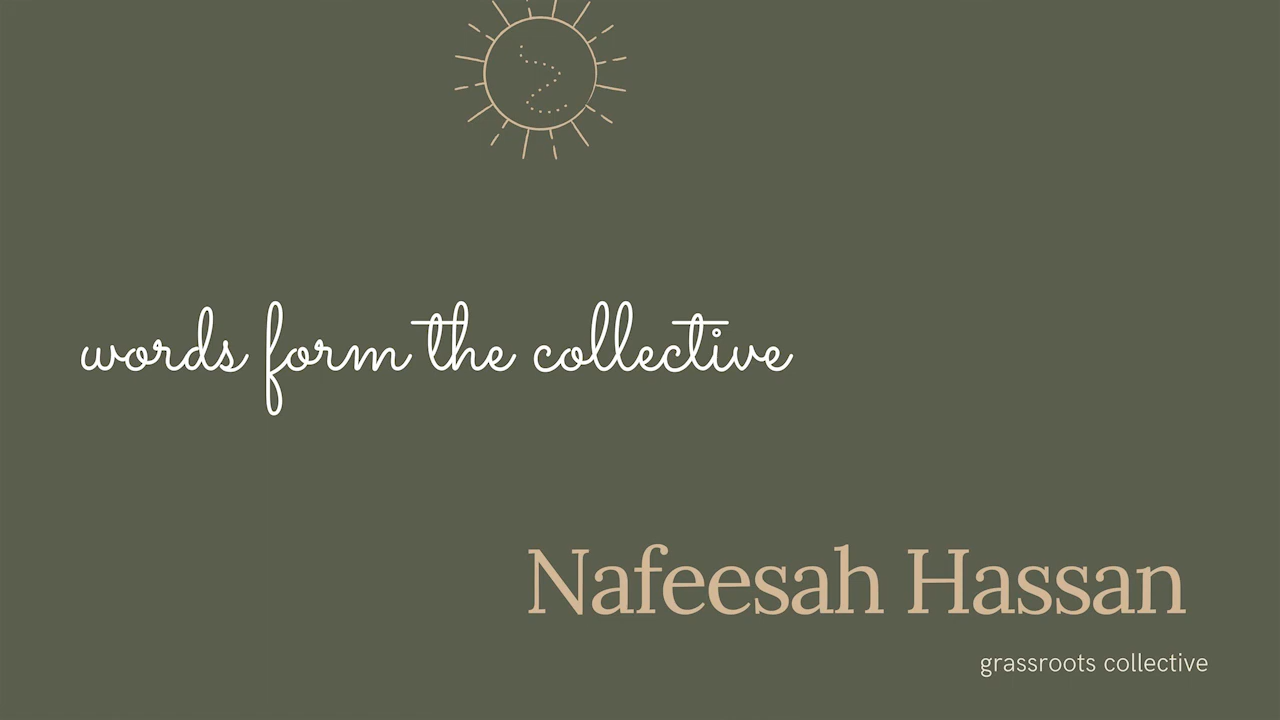 words form the collective
Nafeesah Hassan
grassroots collective